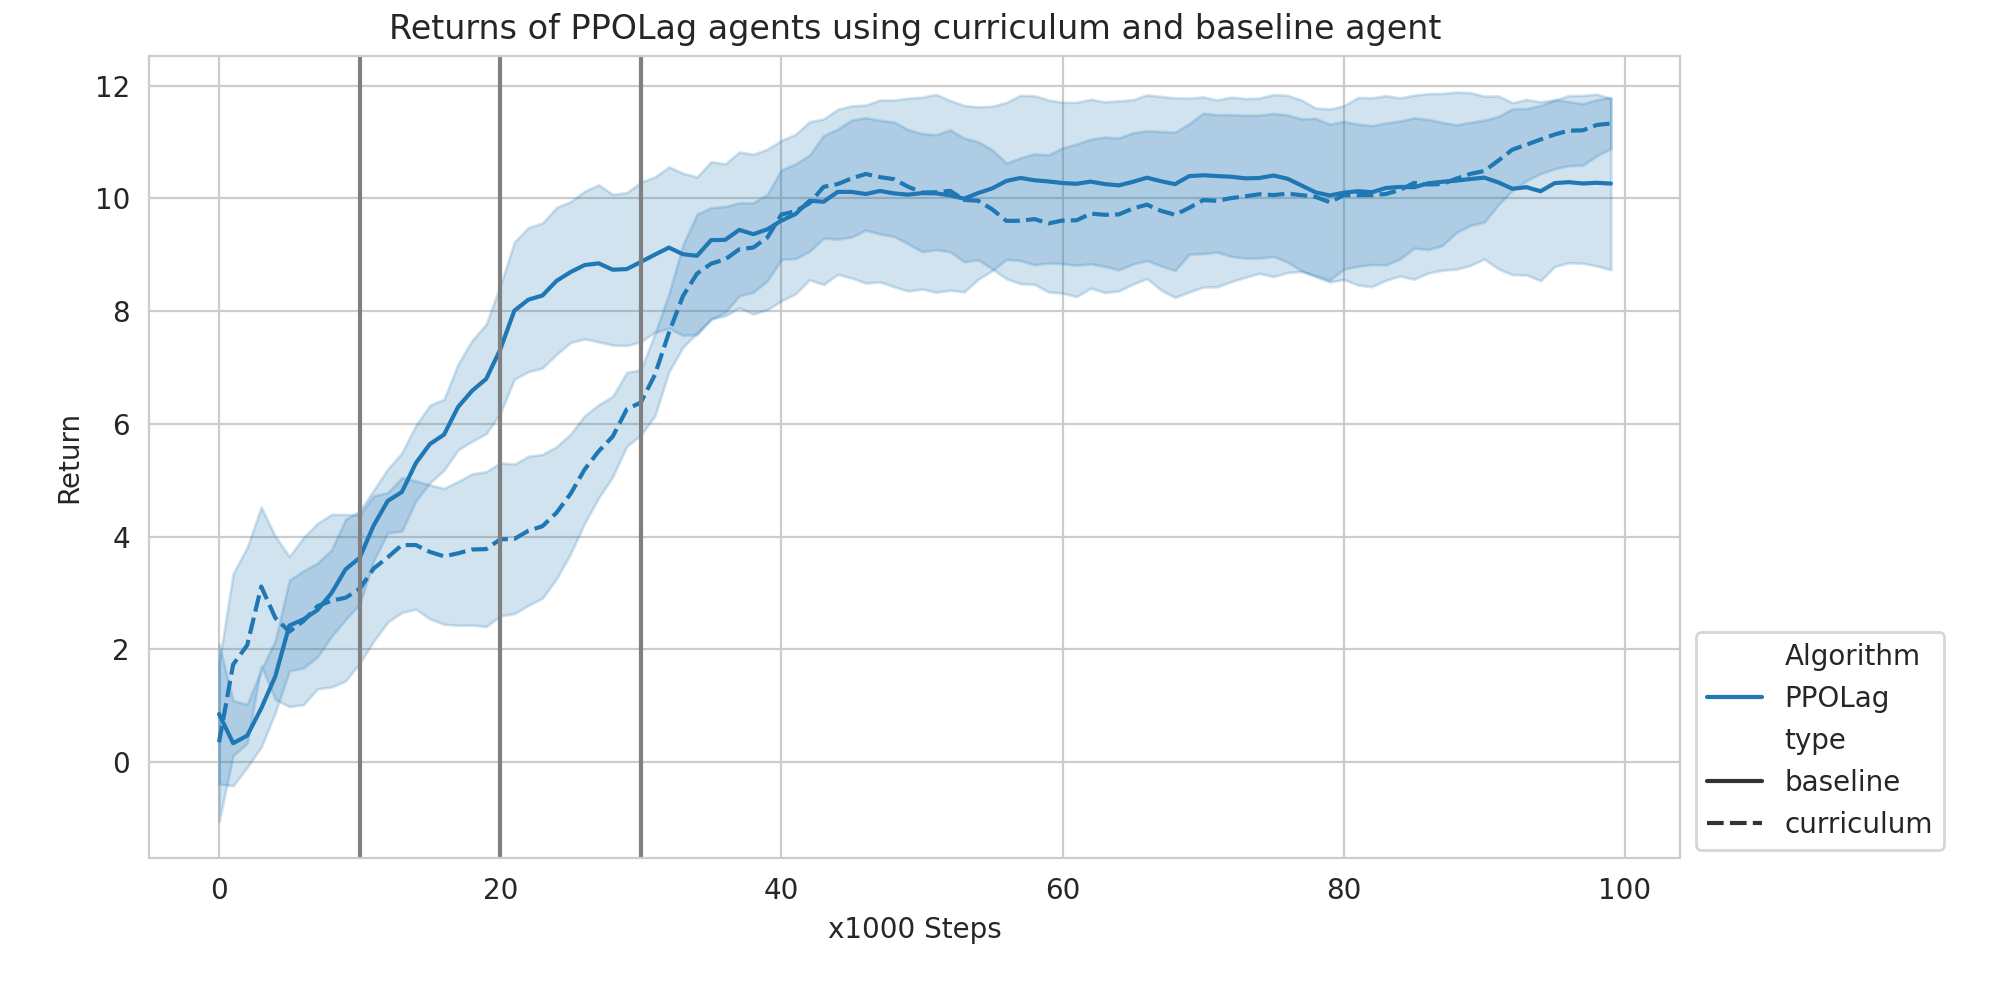 Returns of PPOLag agents using curriculum and baseline agent
12
10
8
6
4
2
0
Return
0 20 40 60 80 100
x1000 Steps
Algorithm
PPOLag
type
baseline
curriculum